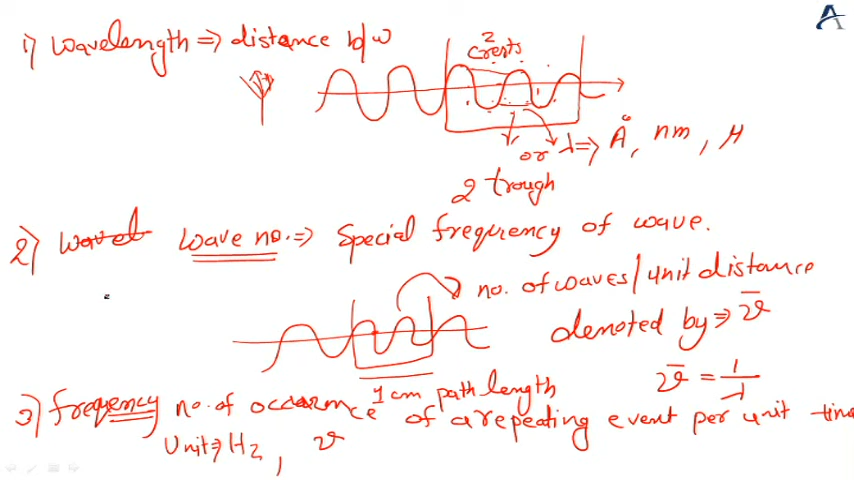 1) Wavelength ⇒ distance b/w
2
crests
or λ ⇒ Å, nm, μ
2 trough
2) Wavel Wave no. ⇒ Special frequency of wave.
no. of waves/unit distance
denoted by ⇒ ν̄
1 cm path length
ν̄ = 1/λ
3) frequency no. of occurance of a repeating event per unit time
Unit ⇒ Hz, ν